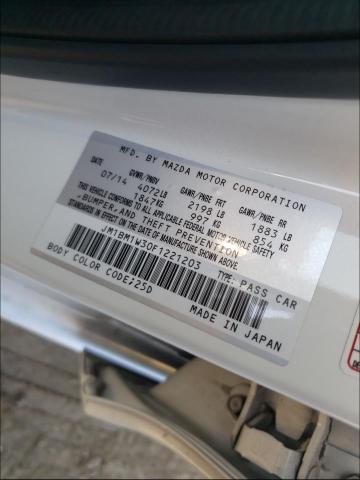 MFD. BY MAZDA MOTOR CORPORATION
GVWR/PNBV GAWR/PNBE FRT GAWR/PNBE RR
07/14 4072LB 2198 LB 1883 LB
1847KG 997 KG 854 KG
THIS VEHICLE CONFORMS TO ALL APPLICABLE FEDERAL MOTOR VEHICLE SAFETY
,BUMPER,AND THEFT PREVENTION
STANDARDS IN EFFECT ON THE DATE OF MANUFACTURE SHOWN ABOVE.
JM1BM1W30F1221203 TYPE: PASS CAR
BODY COLOR CODE;25D
MADE IN JAPAN